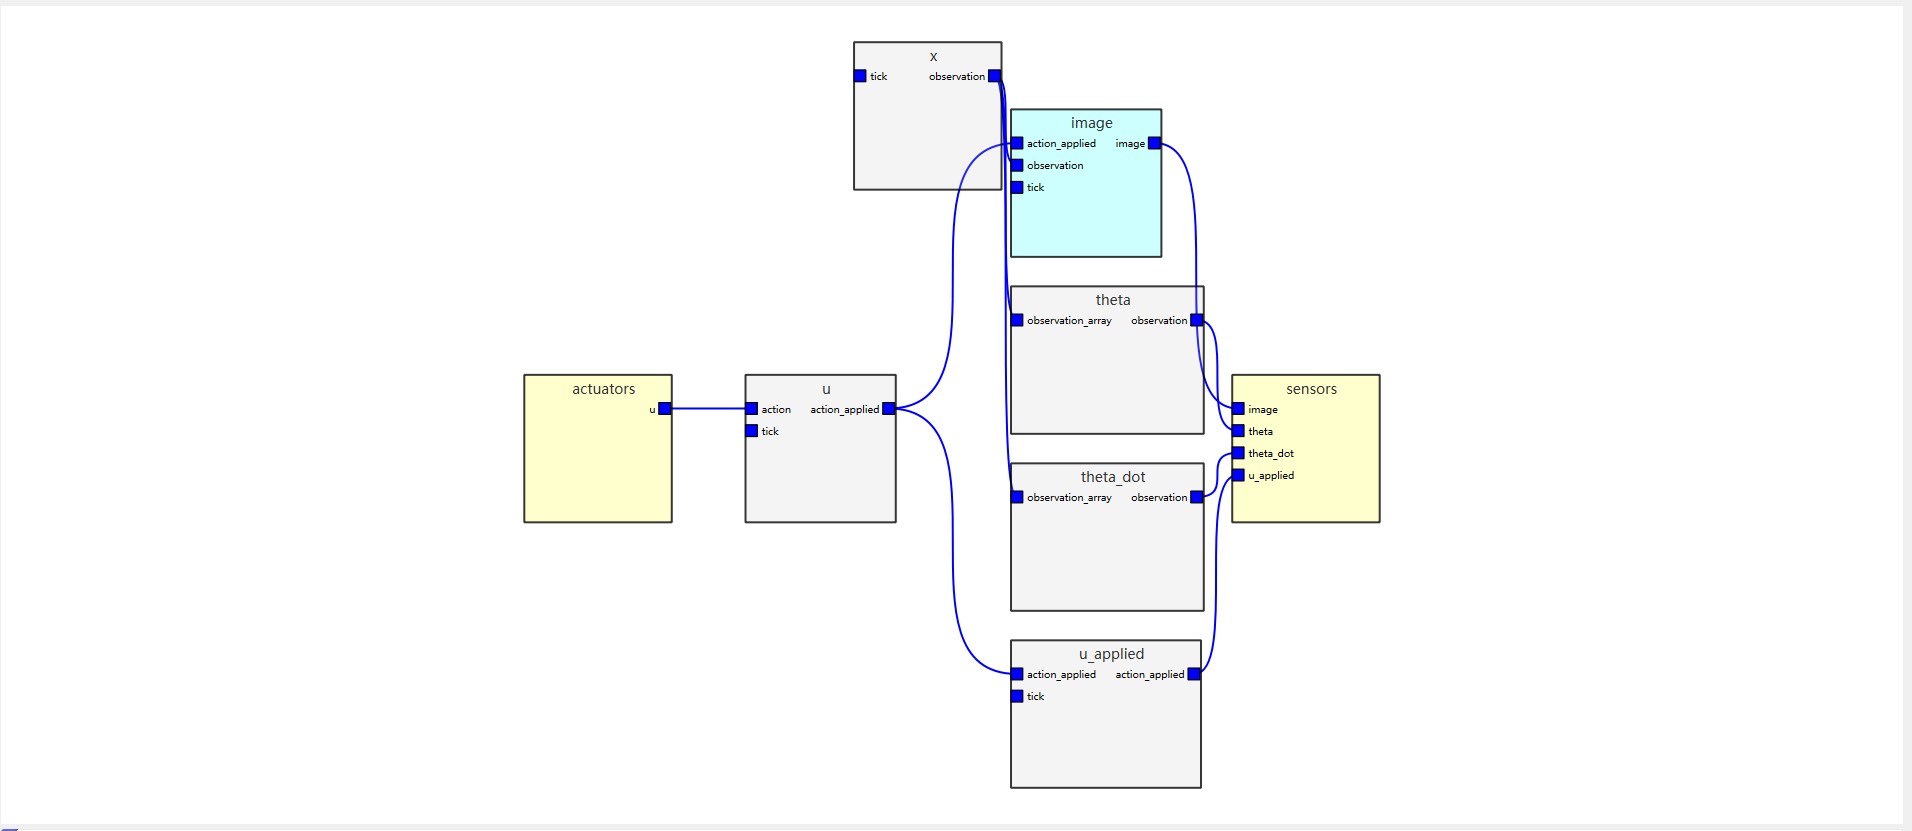 x
tick observation
image
action_applied image
observation
tick
theta
observation_array observation
actuators
u
u
action action_applied
tick
sensors
image
theta
theta_dot
u_applied
theta_dot
observation_array observation
u_applied
action_applied action_applied
tick